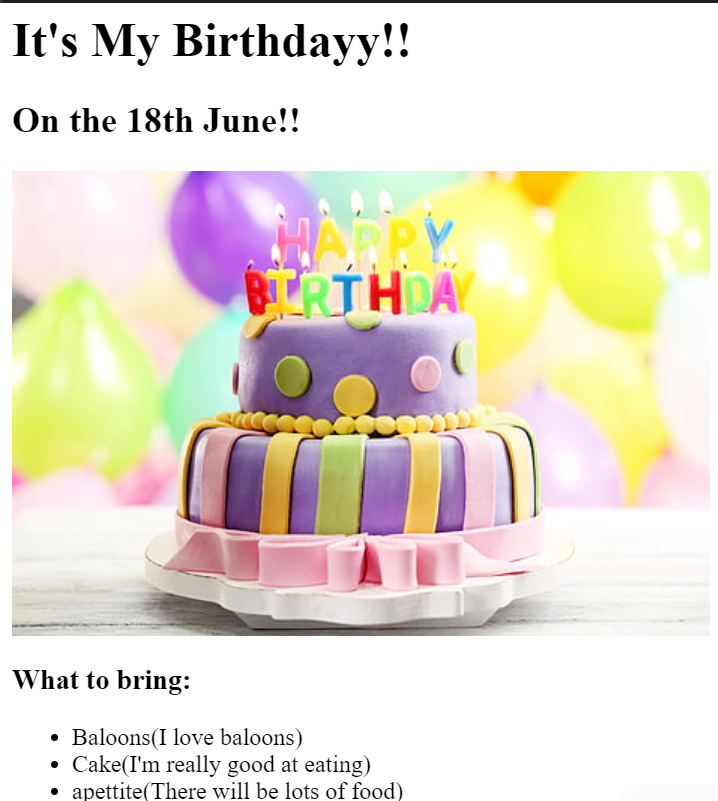 It's My Birthdayy!!
On the 18th June!!
HAPPY
BIRTHDAY
What to bring:
Baloons(I love baloons)
Cake(I'm really good at eating)
apettite(There will be lots of food)